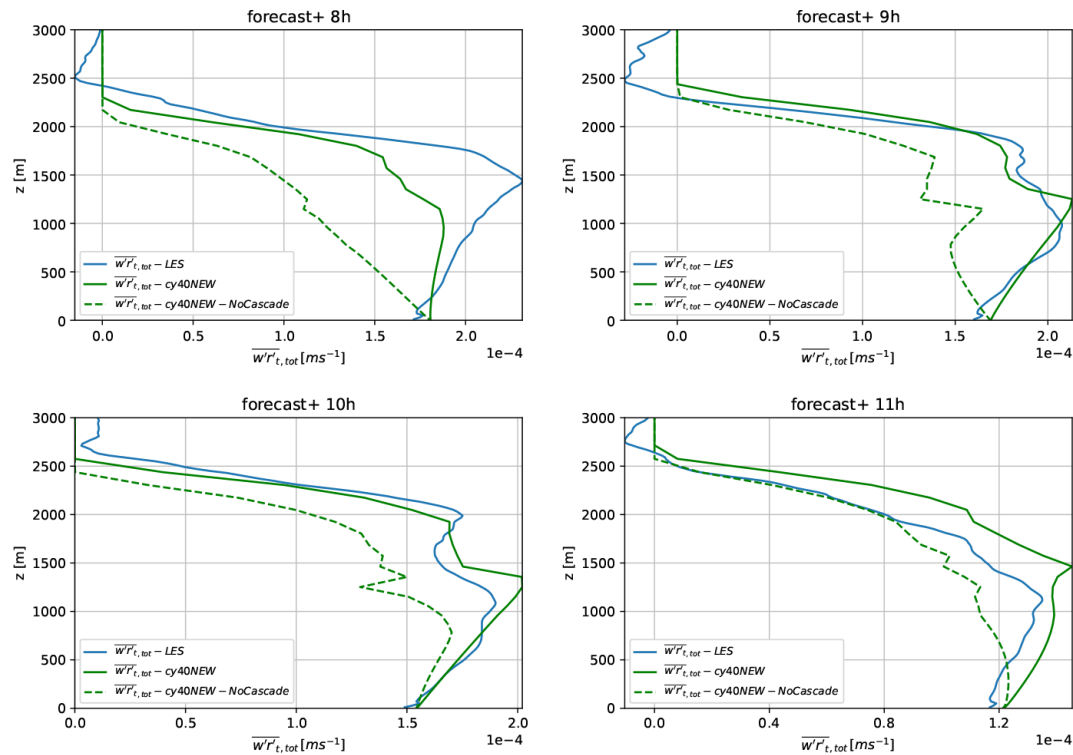 forecast+ 8h
3000
2500
2000
1500
1000
500
0
z [m]
w'r't,tot − LES
w'r't,tot − cy40NEW
w'r't,tot − cy40NEW − NoCascade
0.0 0.5 1.0 1.5 2.0
1e−4
w'r't,tot [ms−1]
forecast+ 9h
3000
2500
2000
1500
1000
500
0
z [m]
w'r't,tot − LES
w'r't,tot − cy40NEW
w'r't,tot − cy40NEW − NoCascade
0.0 0.5 1.0 1.5 2.0
1e−4
w'r't,tot [ms−1]
forecast+ 10h
3000
2500
2000
1500
1000
500
0
z [m]
w'r't,tot − LES
w'r't,tot − cy40NEW
w'r't,tot − cy40NEW − NoCascade
0.0 0.5 1.0 1.5 2.0
1e−4
w'r't,tot [ms−1]
forecast+ 11h
3000
2500
2000
1500
1000
500
0
z [m]
w'r't,tot − LES
w'r't,tot − cy40NEW
w'r't,tot − cy40NEW − NoCascade
0.0 0.4 0.8 1.2
1e−4
w'r't,tot [ms−1]